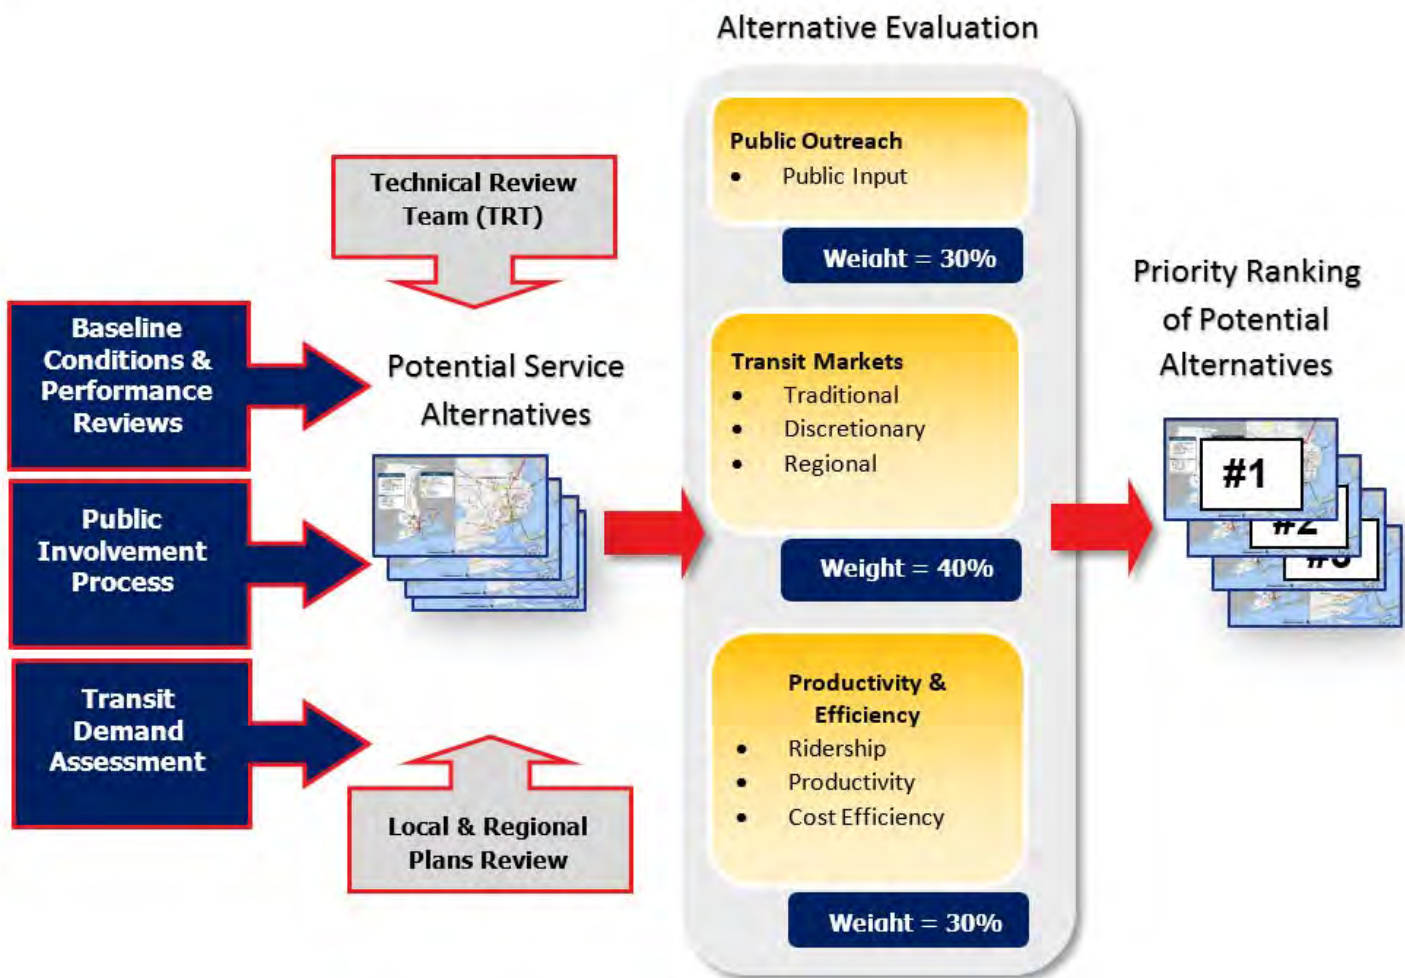 Alternative Evaluation
Public Outreach
• Public Input
Weight = 30%
Technical Review
Team (TRT)
Baseline
Conditions &
Performance
Reviews
Potential Service
Alternatives
Public
Involvement
Process
Transit
Demand
Assessment
Local & Regional
Plans Review
Transit Markets
• Traditional
• Discretionary
• Regional
Weight = 40%
Productivity &
Efficiency
• Ridership
• Productivity
• Cost Efficiency
Weight = 30%
Priority Ranking
of Potential
Alternatives
#1
#2